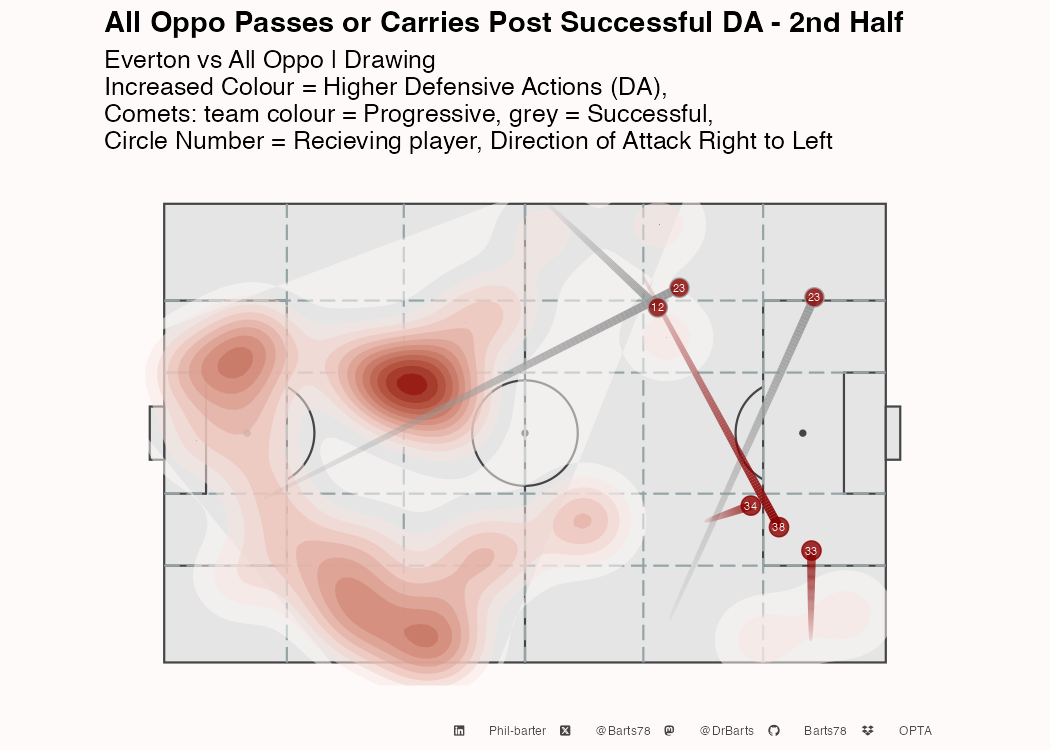 All Oppo Passes or Carries Post Successful DA - 2nd Half
Everton vs All Oppo | Drawing
Increased Colour = Higher Defensive Actions (DA),
Comets: team colour = Progressive, grey = Successful,
Circle Number = Recieving player, Direction of Attack Right to Left
23
23
12
34
38
33
Phil-barter @Barts78 @DrBarts Barts78 OPTA